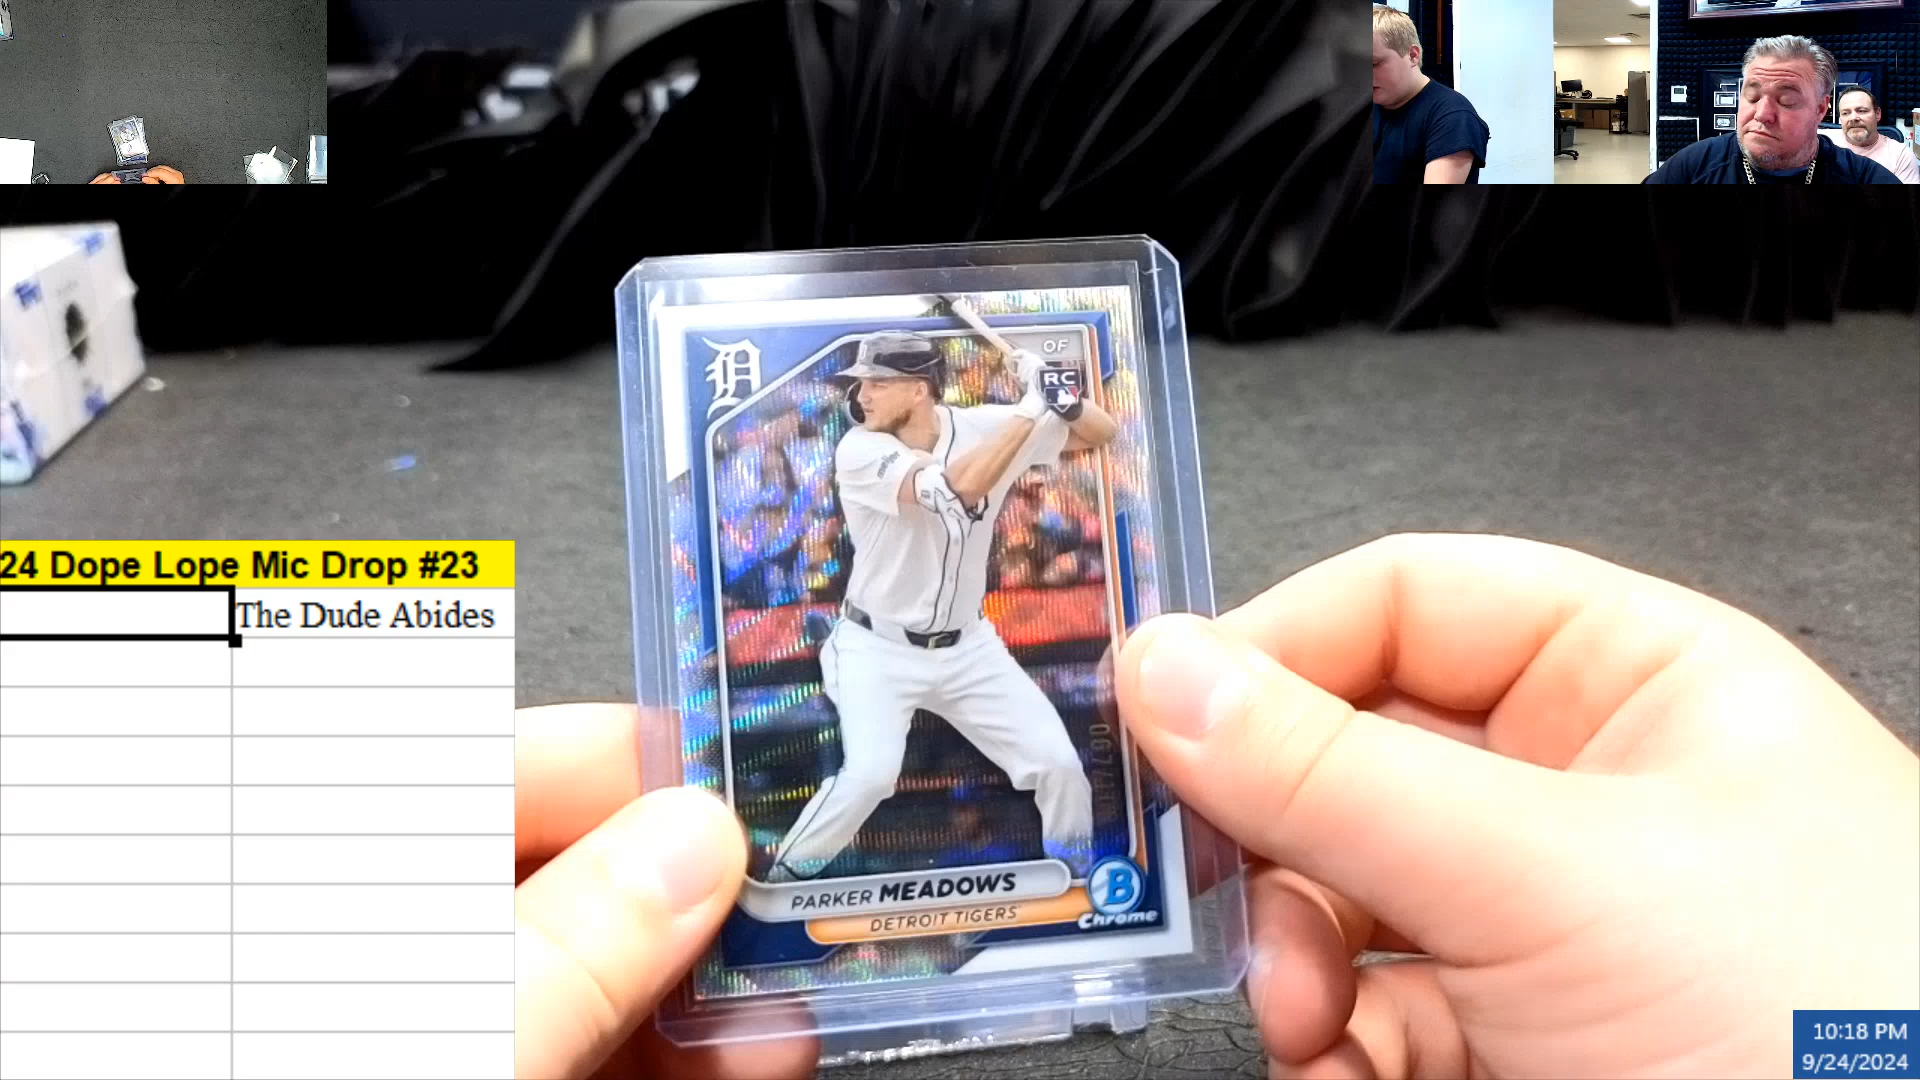 OF
RC
meijer
24 Dope Lope Mic Drop #23
The Dude Abides
PARKER MEADOWS
DETROIT TIGERS
B
Chrome
10:18 PM
9/24/2024